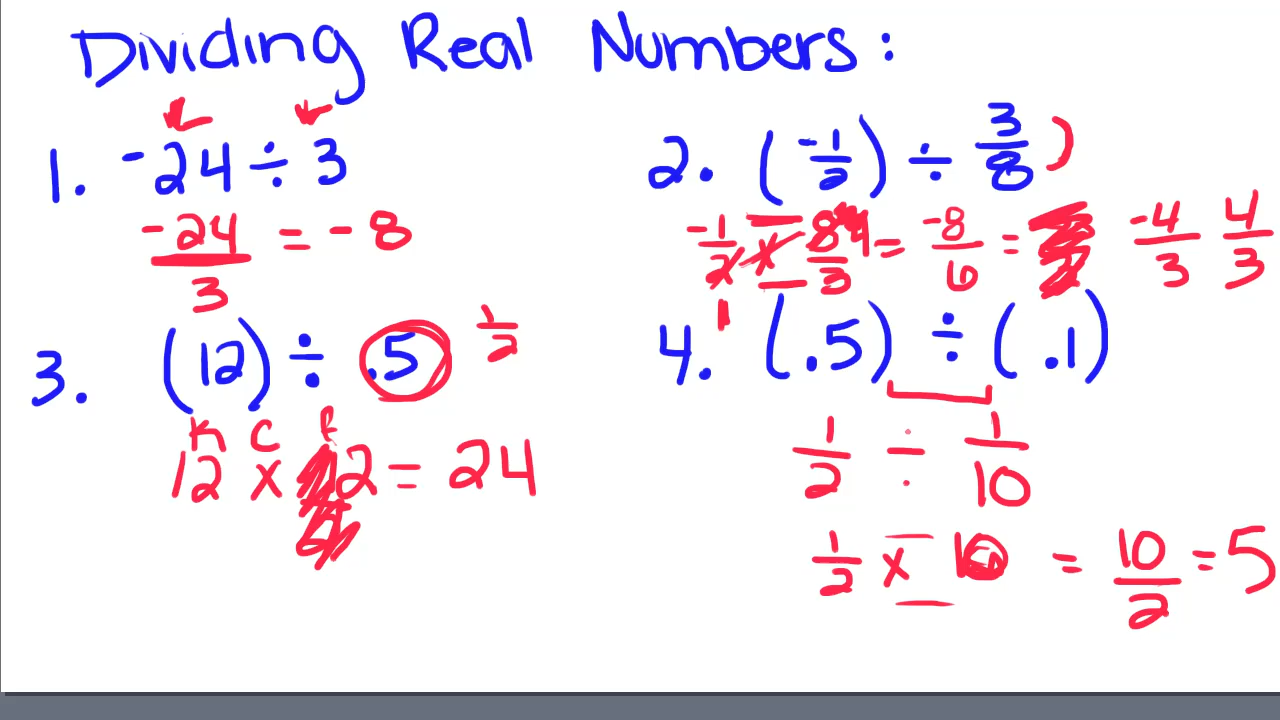 Dividing Real Numbers:
1. -24 ÷ 3
-24/3 = -8
2. (-1/2) ÷ 3/8 )
-1/2 x 8/3 = -8/6 = -4/3 4/3
1
3. (12) ÷ .5 1/2
K C F
12 x 2 = 24
4. (.5) ÷ (.1)
1/2 ÷ 1/10
1/2 x 10 = 10/2 = 5